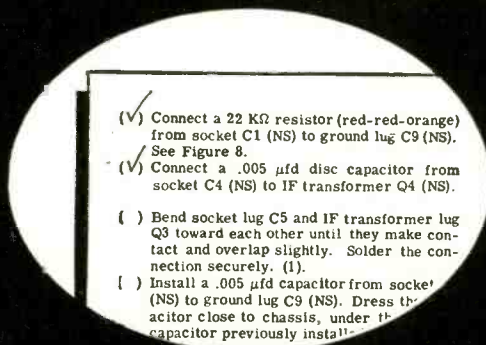 (✓) Connect a 22 KΩ resistor (red-red-orange)
from socket C1 (NS) to ground lug C9 (NS).
See Figure 8.
(✓) Connect a .005 μfd disc capacitor from
socket C4 (NS) to IF transformer Q4 (NS).
( ) Bend socket lug C5 and IF transformer lug
Q3 toward each other until they make con-
tact and overlap slightly. Solder the con-
nection securely. (1).
( ) Install a .005 μfd capacitor from socket
(NS) to ground lug C9 (NS). Dress
acitor close to chassis, under
capacitor previously